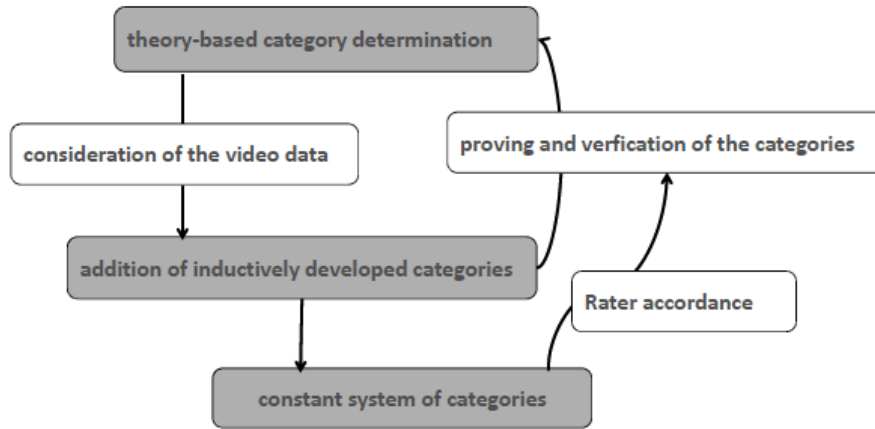 theory-based category determination
consideration of the video data
proving and verfication of the categories
addition of inductively developed categories
Rater accordance
constant system of categories